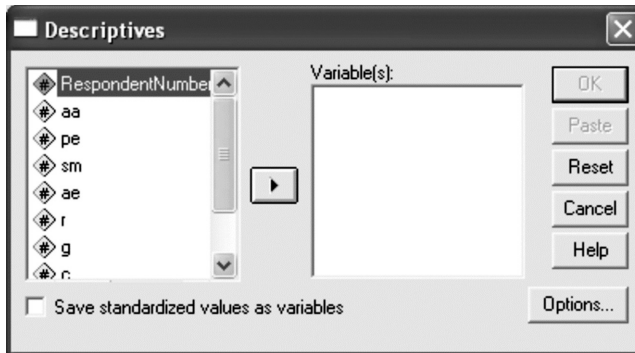 Descriptives
RespondentNumber
aa
pe
sm
ae
r
g
c
Variable(s):
OK
Paste
Reset
Cancel
Help
Save standardized values as variables
Options...